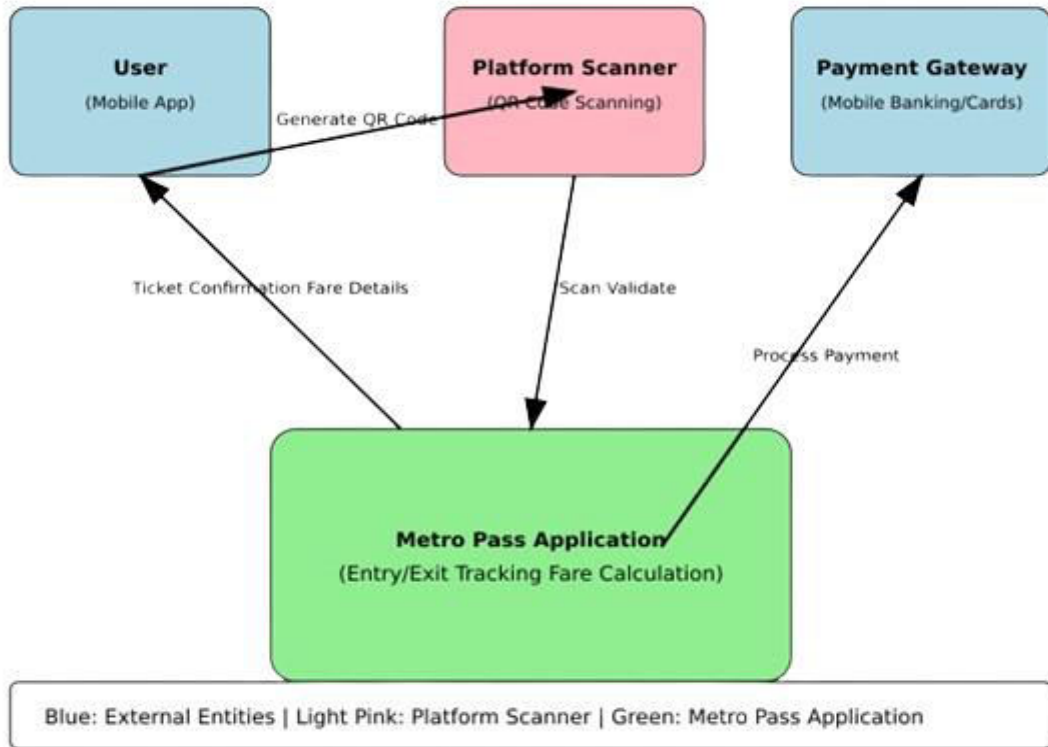 User
(Mobile App)
Platform Scanner
(QR Code Scanning)
Payment Gateway
(Mobile Banking/Cards)
Generate QR Code
Ticket Confirmation Fare Details
Scan Validate
Process Payment
Metro Pass Application
(Entry/Exit Tracking Fare Calculation)
Blue: External Entities | Light Pink: Platform Scanner | Green: Metro Pass Application